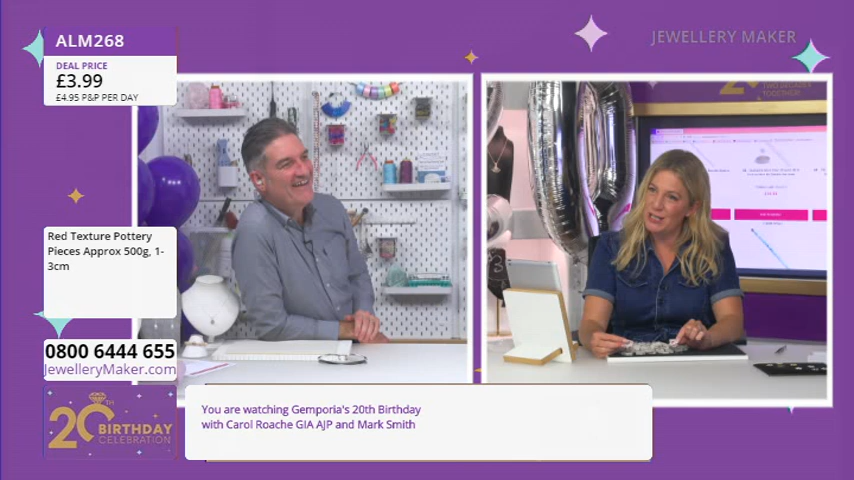 ALM268
DEAL PRICE
£3.99
£4.95 P&P PER DAY
JEWELLERY MAKER
Red Texture Pottery
Pieces Approx 500g, 1-
3cm
0800 6444 655
JewelleryMaker.com
20TH
BIRTHDAY
CELEBRATION
You are watching Gemporia's 20th Birthday
with Carol Roache GIA AJP and Mark Smith